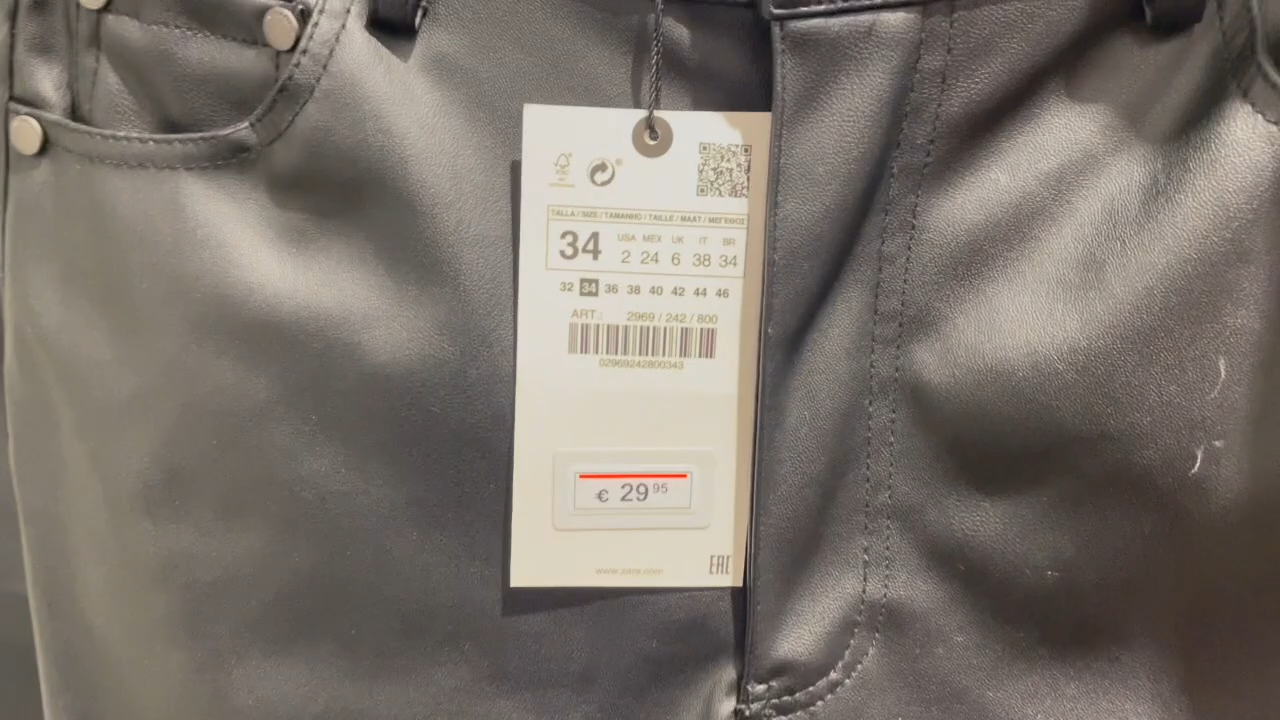 TALLA / SIZE / TAMANHO / TAILLE / MAAT / ΜΕΓΕΘΟΣ
34
USA MEX UK IT BR
2 24 6 38 34
32 34 36 38 40 42 44 46
ART.: 2969 / 242 / 800
02969242800343
€ 29 95
www.zara.com
EAC